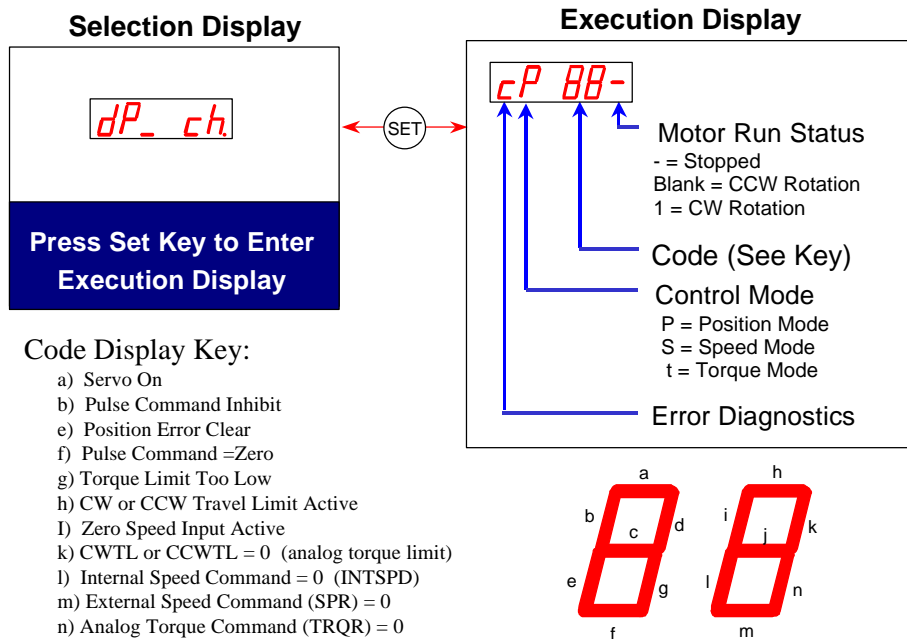 Selection Display
dP_ ch.
Press Set Key to Enter
Execution Display
SET
Execution Display
cP 88-
Motor Run Status
- = Stopped
Blank = CCW Rotation
1 = CW Rotation
Code (See Key)
Control Mode
P = Position Mode
S = Speed Mode
t = Torque Mode
Error Diagnostics
Code Display Key:
a) Servo On
b) Pulse Command Inhibit
e) Position Error Clear
f) Pulse Command =Zero
g) Torque Limit Too Low
h) CW or CCW Travel Limit Active
I) Zero Speed Input Active
k) CWTL or CCWTL = 0 (analog torque limit)
l) Internal Speed Command = 0 (INTSPD)
m) External Speed Command (SPR) = 0
n) Analog Torque Command (TRQR) = 0
a
b
c
d
e
g
f
h
i
j
k
l
n
m